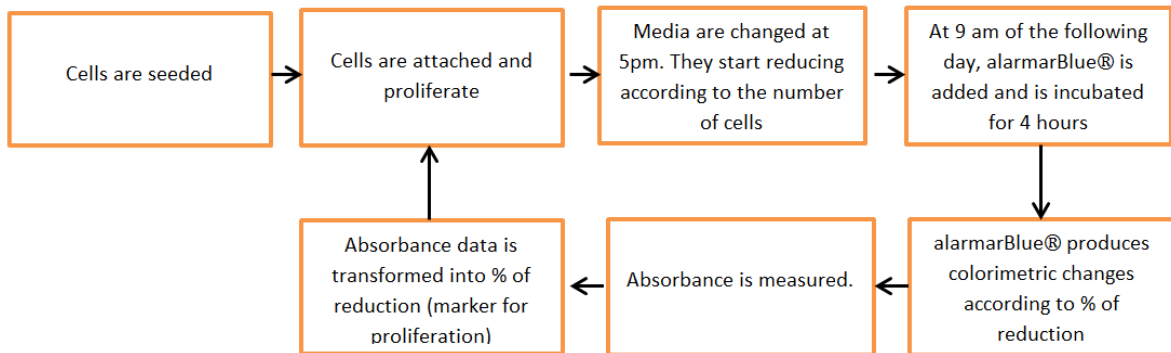 Cells are seeded
Cells are attached and
proliferate
Media are changed at
5pm. They start reducing
according to the number
of cells
At 9 am of the following
day, alarmarBlue® is
added and is incubated
for 4 hours
alarmarBlue® produces
colorimetric changes
according to % of
reduction
Absorbance is measured.
Absorbance data is
transformed into % of
reduction (marker for
proliferation)